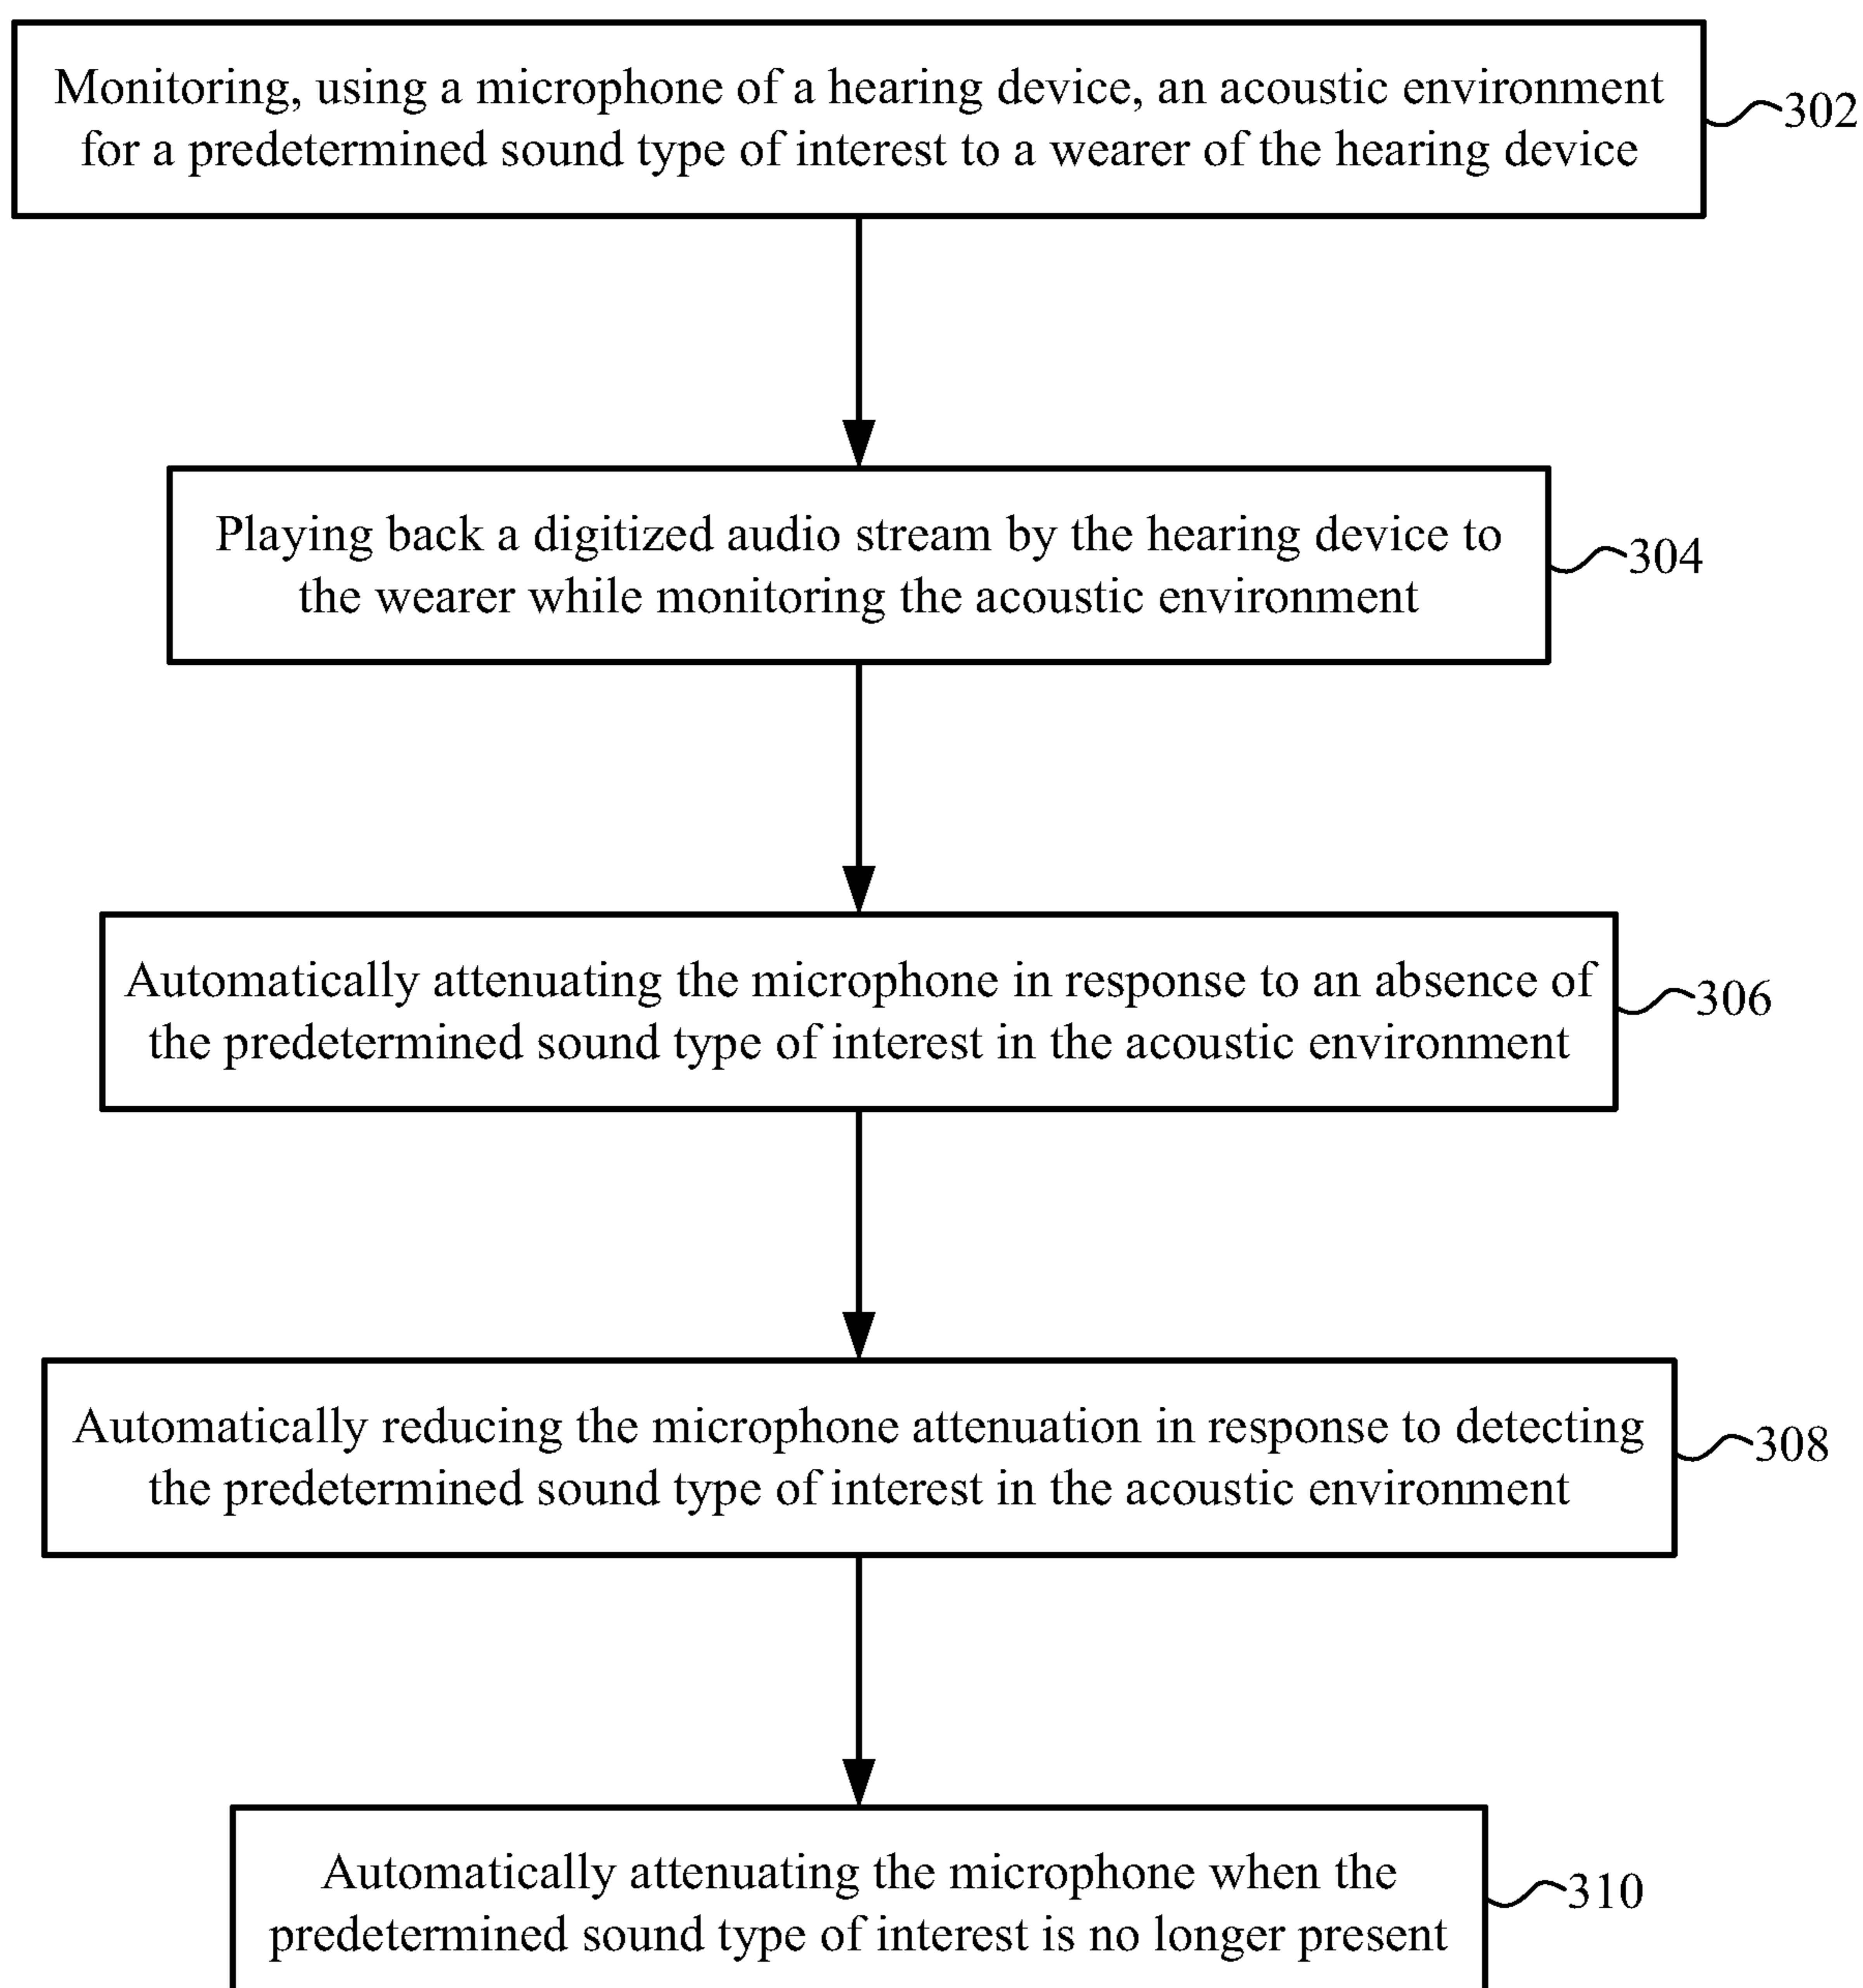 Monitoring, using a microphone of a hearing device, an acoustic environment
for a predetermined sound type of interest to a wearer of the hearing device
302
Playing back a digitized audio stream by the hearing device to
the wearer while monitoring the acoustic environment
304
Automatically attenuating the microphone in response to an absence of
the predetermined sound type of interest in the acoustic environment
306
Automatically reducing the microphone attenuation in response to detecting
the predetermined sound type of interest in the acoustic environment
308
Automatically attenuating the microphone when the
predetermined sound type of interest is no longer present
310